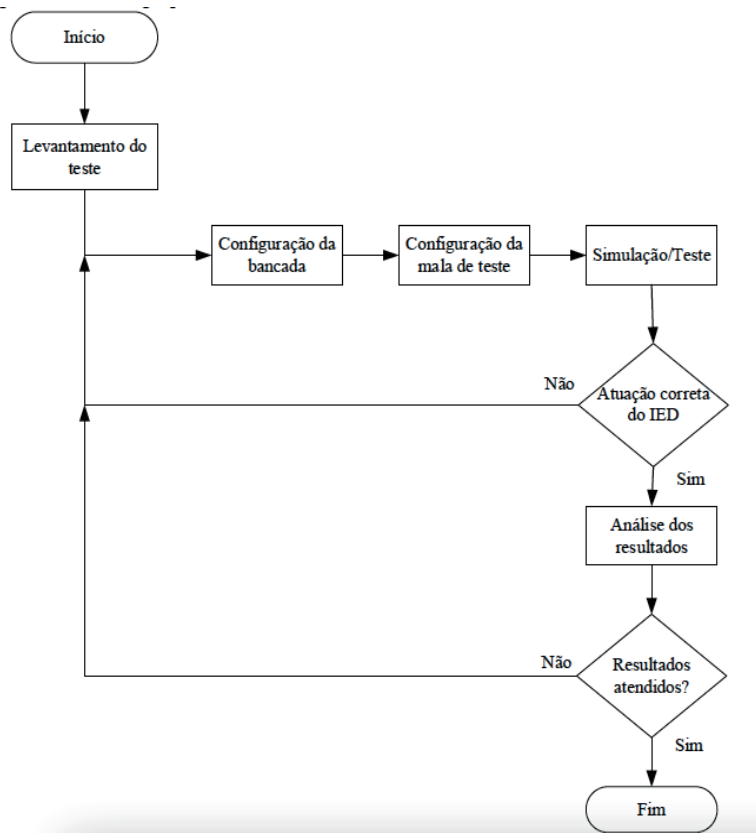 Início
Levantamento do
teste
Configuração da
bancada
Configuração da
mala de teste
Simulação/Teste
Não
Atuação correta
do IED
Sim
Análise dos
resultados
Não
Resultados
atendidos?
Sim
Fim